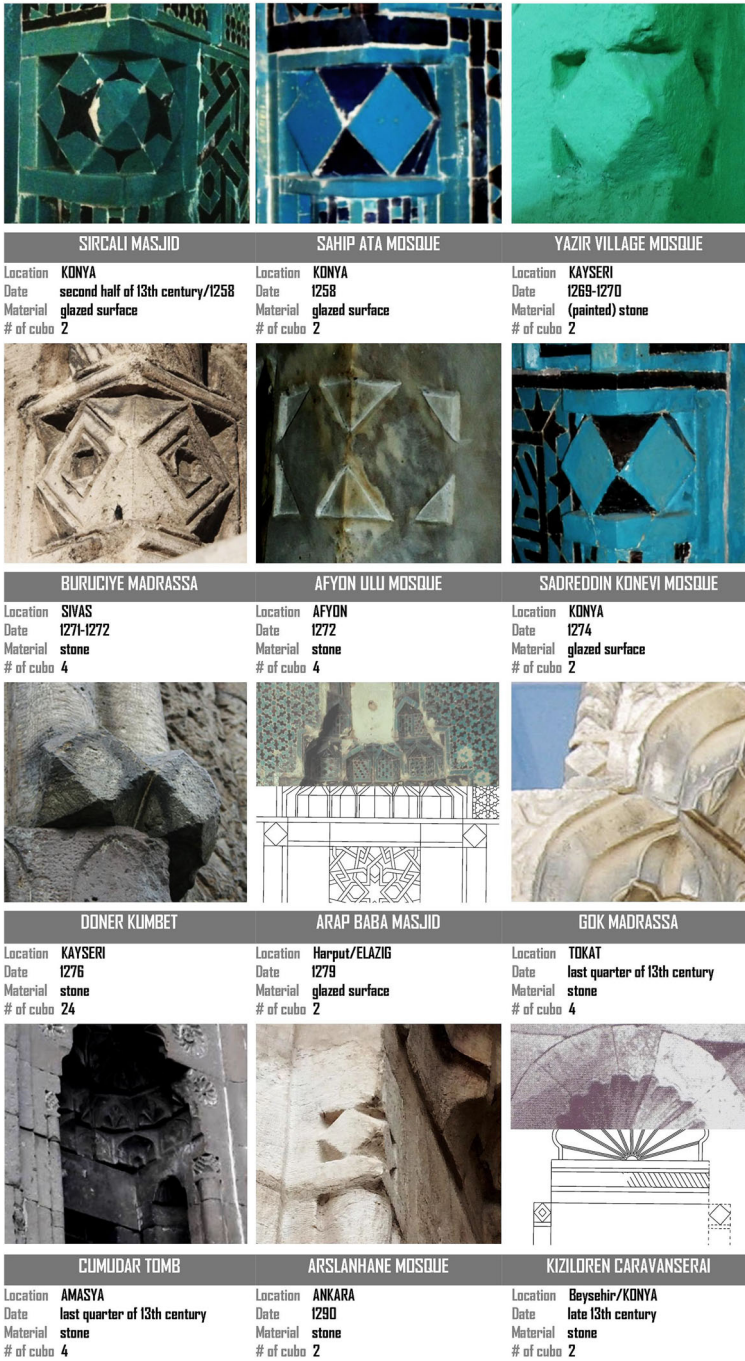 SIRCALI MASJID
Location KONYA
Date second half of 13th century/1258
Material glazed surface
# of cubo 2
SAHIP ATA MOSQUE
Location KONYA
Date 1258
Material glazed surface
# of cubo 2
YAZIR VILLAGE MOSQUE
Location KAYSERI
Date 1269-1270
Material (painted) stone
# of cubo 2
BURUCIYE MADRASSA
Location SIVAS
Date 1271-1272
Material stone
# of cubo 4
AFYON ULU MOSQUE
Location AFYON
Date 1272
Material stone
# of cubo 4
SADREDDIN KONEVI MOSQUE
Location KONYA
Date 1274
Material glazed surface
# of cubo 2
DONER KUMBET
Location KAYSERI
Date 1276
Material stone
# of cubo 24
ARAP BABA MASJID
Location Harput/ELAZIG
Date 1279
Material glazed surface
# of cubo 2
GOK MADRASSA
Location TOKAT
Date last quarter of 13th century
Material stone
# of cubo 4
CUMUDAR TOMB
Location AMASYA
Date last quarter of 13th century
Material stone
# of cubo 4
ARSLANHANE MOSQUE
Location ANKARA
Date 1290
Material stone
# of cubo 2
KIZILOREN CARAVANSERAI
Location Beysehir/KONYA
Date late 13th century
Material stone
# of cubo 2